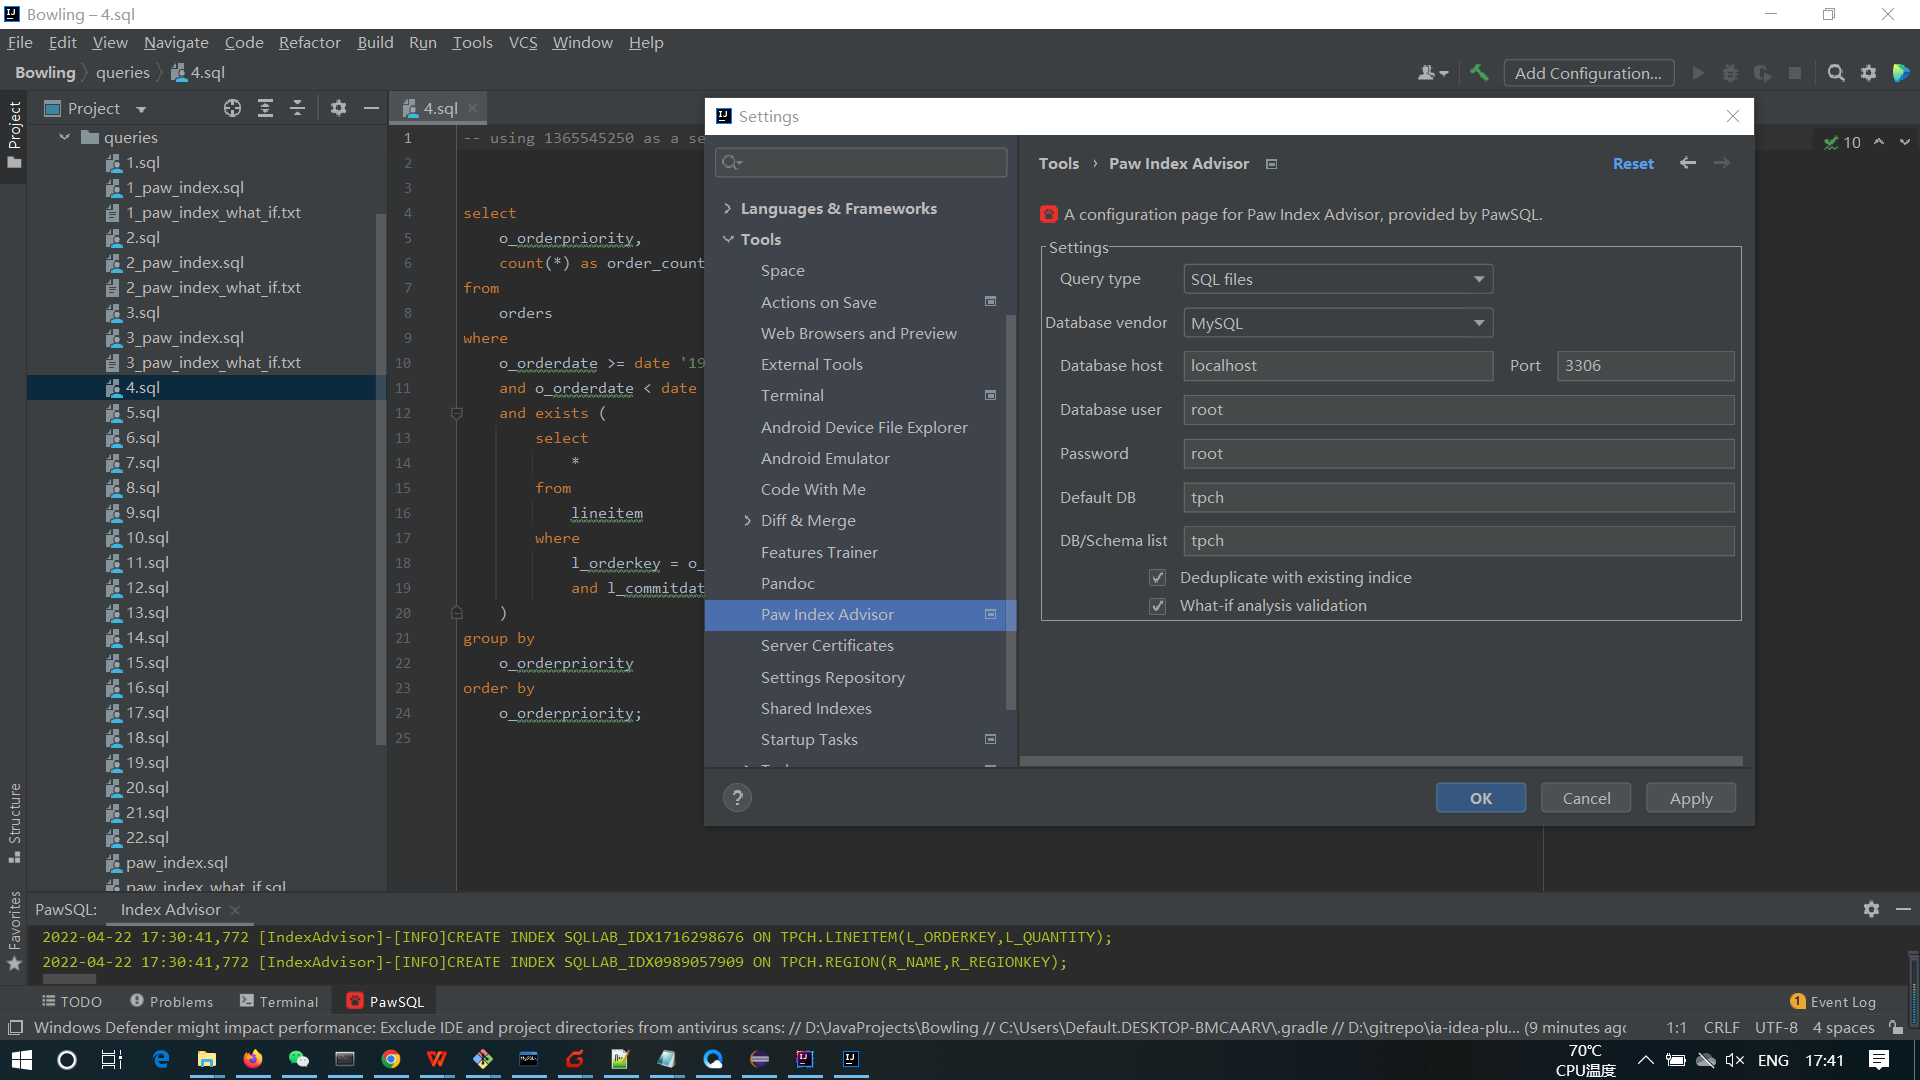 Bowling – 4.sql
File Edit View Navigate Code Refactor Build Run Tools VCS Window Help
Bowling queries 4.sql
Add Configuration...
Project
Project
4.sql
queries
1.sql
1_paw_index.sql
1_paw_index_what_if.txt
2.sql
2_paw_index.sql
2_paw_index_what_if.txt
3.sql
3_paw_index.sql
3_paw_index_what_if.txt
4.sql
5.sql
6.sql
7.sql
8.sql
9.sql
10.sql
11.sql
12.sql
13.sql
14.sql
15.sql
16.sql
17.sql
18.sql
19.sql
20.sql
21.sql
22.sql
paw_index.sql
paw_index_what_if.sql
Structure
Favorites
1 -- using 1365545250 as a se
2
3
4 select
5 o_orderpriority,
6 count(*) as order_count
7 from
8 orders
9 where
10 o_orderdate >= date '19
11 and o_orderdate < date
12 and exists (
13 select
14 *
15 from
16 lineitem
17 where
18 l_orderkey = o_
19 and l_commitdat
20 )
21 group by
22 o_orderpriority
23 order by
24 o_orderpriority;
25
10
Settings
Languages & Frameworks
Tools
Space
Actions on Save
Web Browsers and Preview
External Tools
Terminal
Android Device File Explorer
Android Emulator
Code With Me
Diff & Merge
Features Trainer
Pandoc
Paw Index Advisor
Server Certificates
Settings Repository
Shared Indexes
Startup Tasks
Tools › Paw Index Advisor
Reset
A configuration page for Paw Index Advisor, provided by PawSQL.
Settings
Query type SQL files
Database vendor MySQL
Database host localhost Port 3306
Database user root
Password root
Default DB tpch
DB/Schema list tpch
Deduplicate with existing indice
What-if analysis validation
?
OK Cancel Apply
PawSQL: Index Advisor
2022-04-22 17:30:41,772 [IndexAdvisor]-[INFO]CREATE INDEX SQLLAB_IDX1716298676 ON TPCH.LINEITEM(L_ORDERKEY,L_QUANTITY);
2022-04-22 17:30:41,772 [IndexAdvisor]-[INFO]CREATE INDEX SQLLAB_IDX0989057909 ON TPCH.REGION(R_NAME,R_REGIONKEY);
TODO Problems Terminal PawSQL
1 Event Log
Windows Defender might impact performance: Exclude IDE and project directories from antivirus scans: // D:\JavaProjects\Bowling // C:\Users\Default.DESKTOP-BMCAARV\.gradle // D:\gitrepo\ia-idea-plu... (9 minutes ago
1:1 CRLF UTF-8 4 spaces
70℃
CPU温度
ENG 17:41